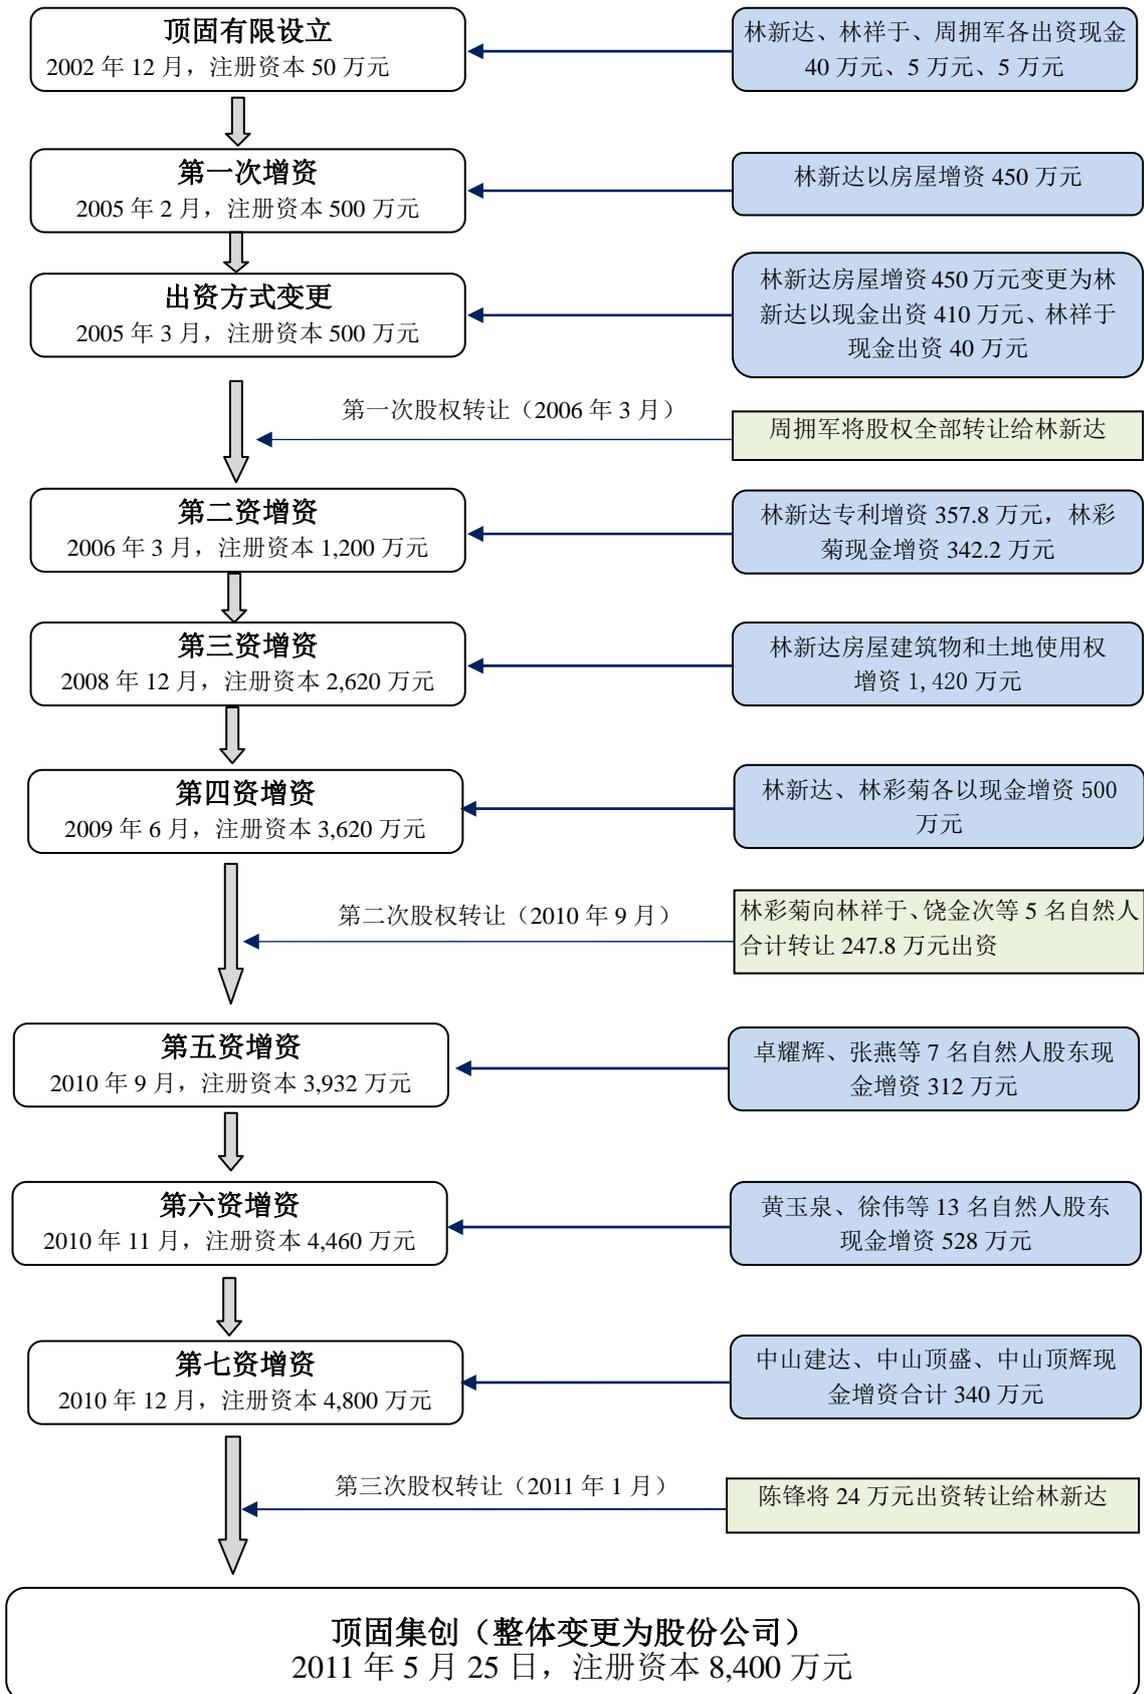 顶固有限设立
2002 年 12 月，注册资本 50 万元
林新达、林祥于、周拥军各出资现金
40 万元、5 万元、5 万元
第一次增资
2005 年 2 月，注册资本 500 万元
林新达以房屋增资 450 万元
出资方式变更
2005 年 3 月，注册资本 500 万元
林新达房屋增资 450 万元变更为林
新达以现金出资 410 万元、林祥于
现金出资 40 万元
第一次股权转让（2006 年 3 月）
周拥军将股权全部转让给林新达
第二资增资
2006 年 3 月，注册资本 1,200 万元
林新达专利增资 357.8 万元，林彩
菊现金增资 342.2 万元
第三资增资
2008 年 12 月，注册资本 2,620 万元
林新达房屋建筑物和土地使用权
增资 1,420 万元
第四资增资
2009 年 6 月，注册资本 3,620 万元
林新达、林彩菊各以现金增资 500
万元
第二次股权转让（2010 年 9 月）
林彩菊向林祥于、饶金次等 5 名自然人
合计转让 247.8 万元出资
第五资增资
2010 年 9 月，注册资本 3,932 万元
卓耀辉、张燕等 7 名自然人股东现
金增资 312 万元
第六资增资
2010 年 11 月，注册资本 4,460 万元
黄玉泉、徐伟等 13 名自然人股东
现金增资 528 万元
第七资增资
2010 年 12 月，注册资本 4,800 万元
中山建达、中山顶盛、中山顶辉现
金增资合计 340 万元
第三次股权转让（2011 年 1 月）
陈锋将 24 万元出资转让给林新达
顶固集创（整体变更为股份公司）
2011 年 5 月 25 日，注册资本 8,400 万元